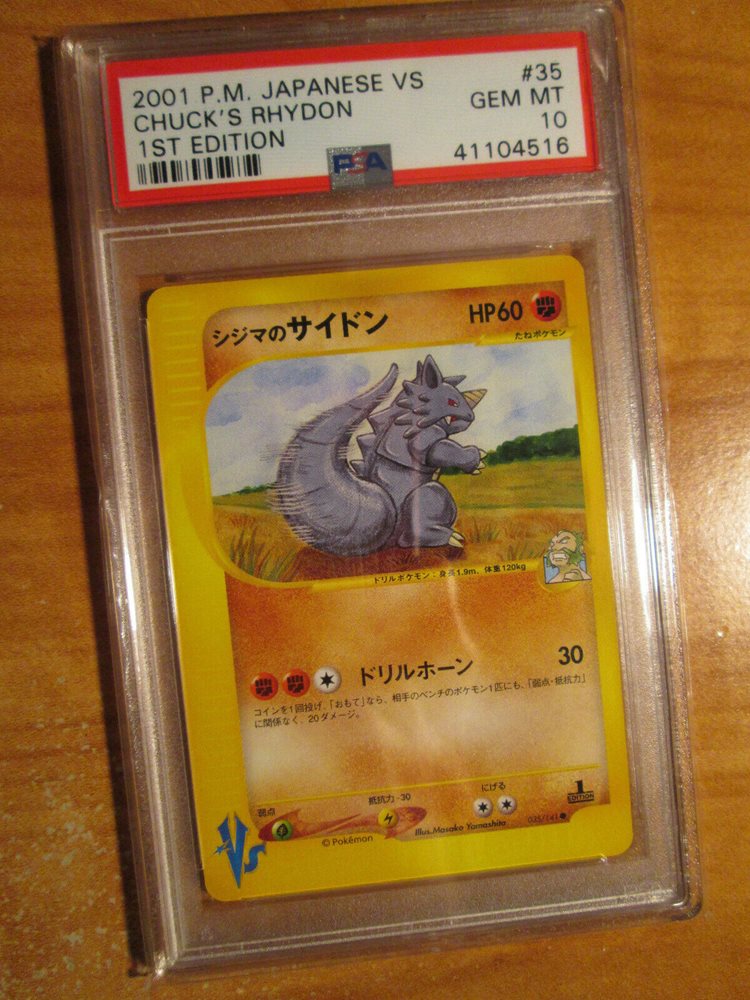 2001 P.M. JAPANESE VS #35
CHUCK'S RHYDON GEM MT
1ST EDITION 10
PSA 41104516
シジマのサイドン HP60
たねポケモン
ドリルポケモン：身長1.9m、体重120kg
ドリルホーン 30
コインを1回投げ、「おもて」なら、相手のベンチのポケモン1匹にも、「弱点・抵抗力」
に関係なく、20ダメージ。
弱点 抵抗力 -30 にげる
1
EDITION
VS
©Pokémon Illus.Masako Yamashita 035/141